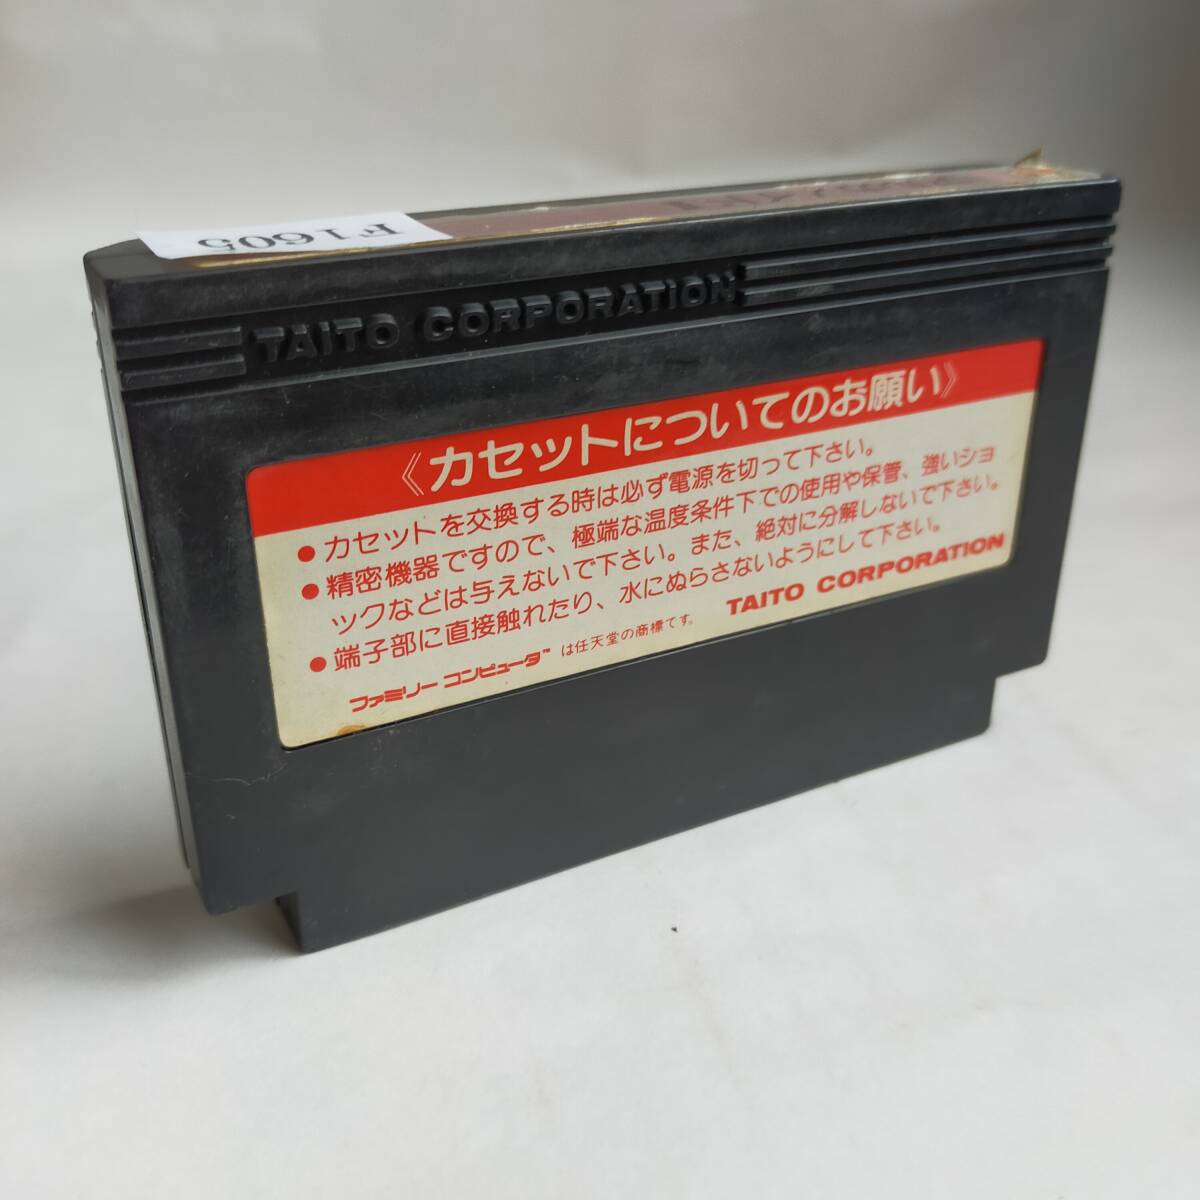 F1605
TAITO CORPORATION
《カセットについてのお願い》
●カセットを交換する時は必ず電源を切って下さい。
●精密機器ですので、極端な温度条件下での使用や保管、強いショ
ックなどは与えないで下さい。また、絶対に分解しないで下さい。
●端子部に直接触れたり、水にぬらさないようにして下さい。
TAITO CORPORATION
ファミリーコンピュータ™ は任天堂の商標です。